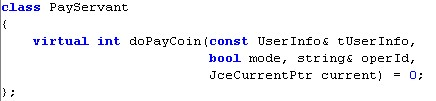 class PayServant
{
    virtual int doPayCoin(const UserInfo& tUserInfo,
                          bool mode, string& operId,
                          JceCurrentPtr current) = 0;
};